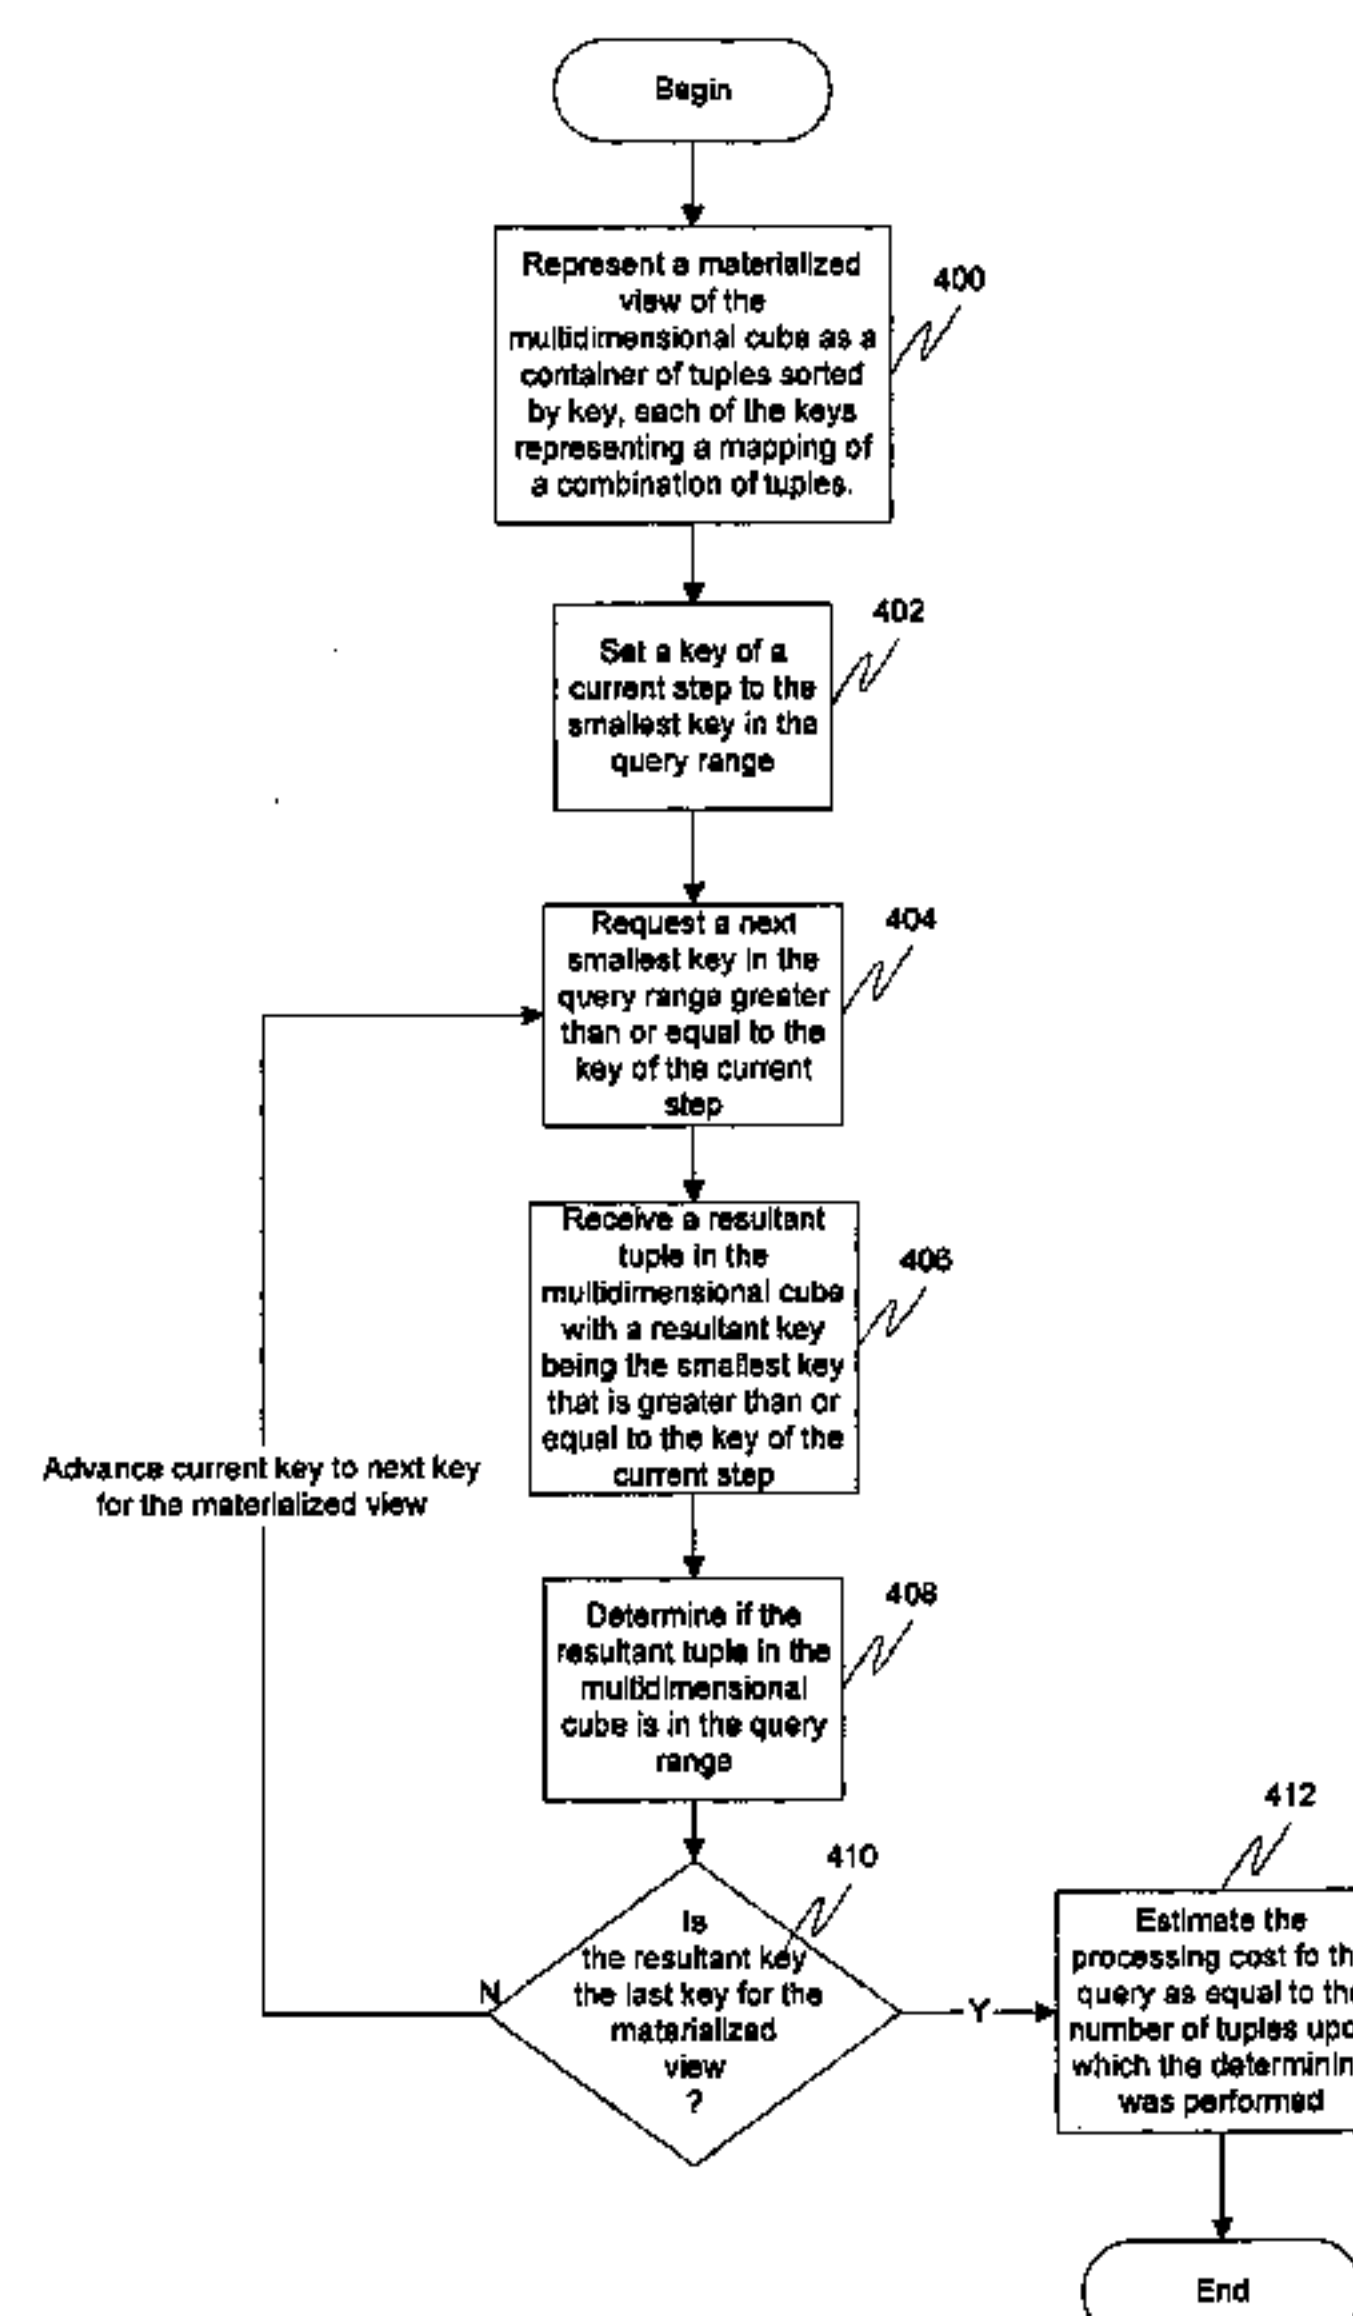 Begin
Represent a materialized
view of the
multidimensional cube as a
container of tuples sorted
by key, each of the keys
representing a mapping of
a combination of tuples.
400
Set a key of a
current step to the
smallest key in the
query range
402
Request a next
smallest key in the
query range greater
than or equal to the
key of the current
step
404
Receive a resultant
tuple in the
multidimensional cube
with a resultant key
being the smallest key
that is greater than or
equal to the key of the
current step
406
Advance current key to next key
for the materialized view
Determine if the
resultant tuple in the
multidimensional
cube is in the query
range
408
Is
the resultant key
the last key for the
materialized
view
?
410
N
Y
412
Estimate the
processing cost fo
query as equal to
number of tuples
which the
was performed
End